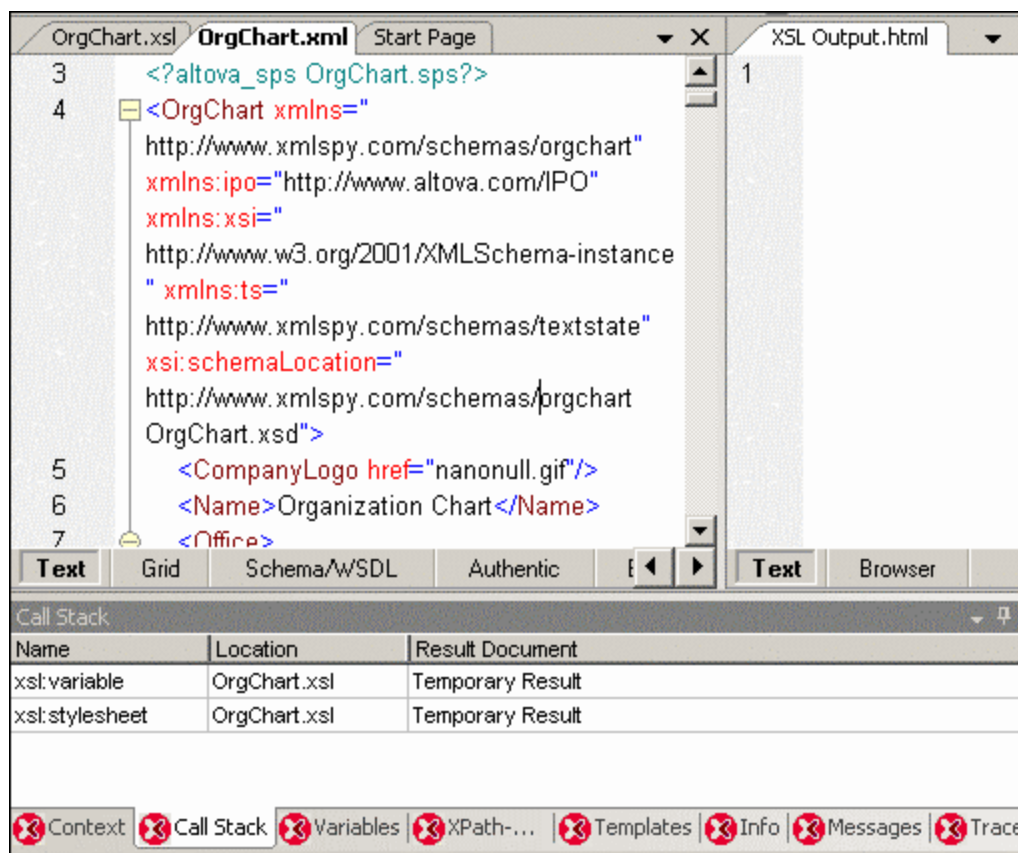 OrgChart.xsl OrgChart.xml Start Page XSL Output.html
3 <?altova_sps OrgChart.sps?> 1
4 <OrgChart xmlns="
http://www.xmlspy.com/schemas/orgchart"
xmlns:ipo="http://www.altova.com/IPO"
xmlns:xsi="
http://www.w3.org/2001/XMLSchema-instance
" xmlns:ts="
http://www.xmlspy.com/schemas/textstate"
xsi:schemaLocation="
http://www.xmlspy.com/schemas/orgchart
OrgChart.xsd">
5 <CompanyLogo href="nanonull.gif"/>
6 <Name>Organization Chart</Name>
7 <Office>
Text Grid Schema/WSDL Authentic Text Browser
Call Stack
Name Location Result Document
xsl:variable OrgChart.xsl Temporary Result
xsl:stylesheet OrgChart.xsl Temporary Result
Context Call Stack Variables XPath-... Templates Info Messages Trace